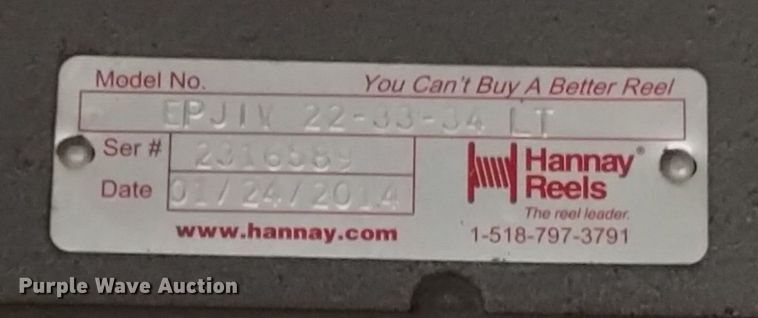 Model No. You Can't Buy A Better Reel
EPJIV 22-33-34 LT
Ser # 2316589
Date 01/24/2014
Hannay®
Reels
The reel leader.
www.hannay.com 1-518-797-3791
Purple Wave Auction